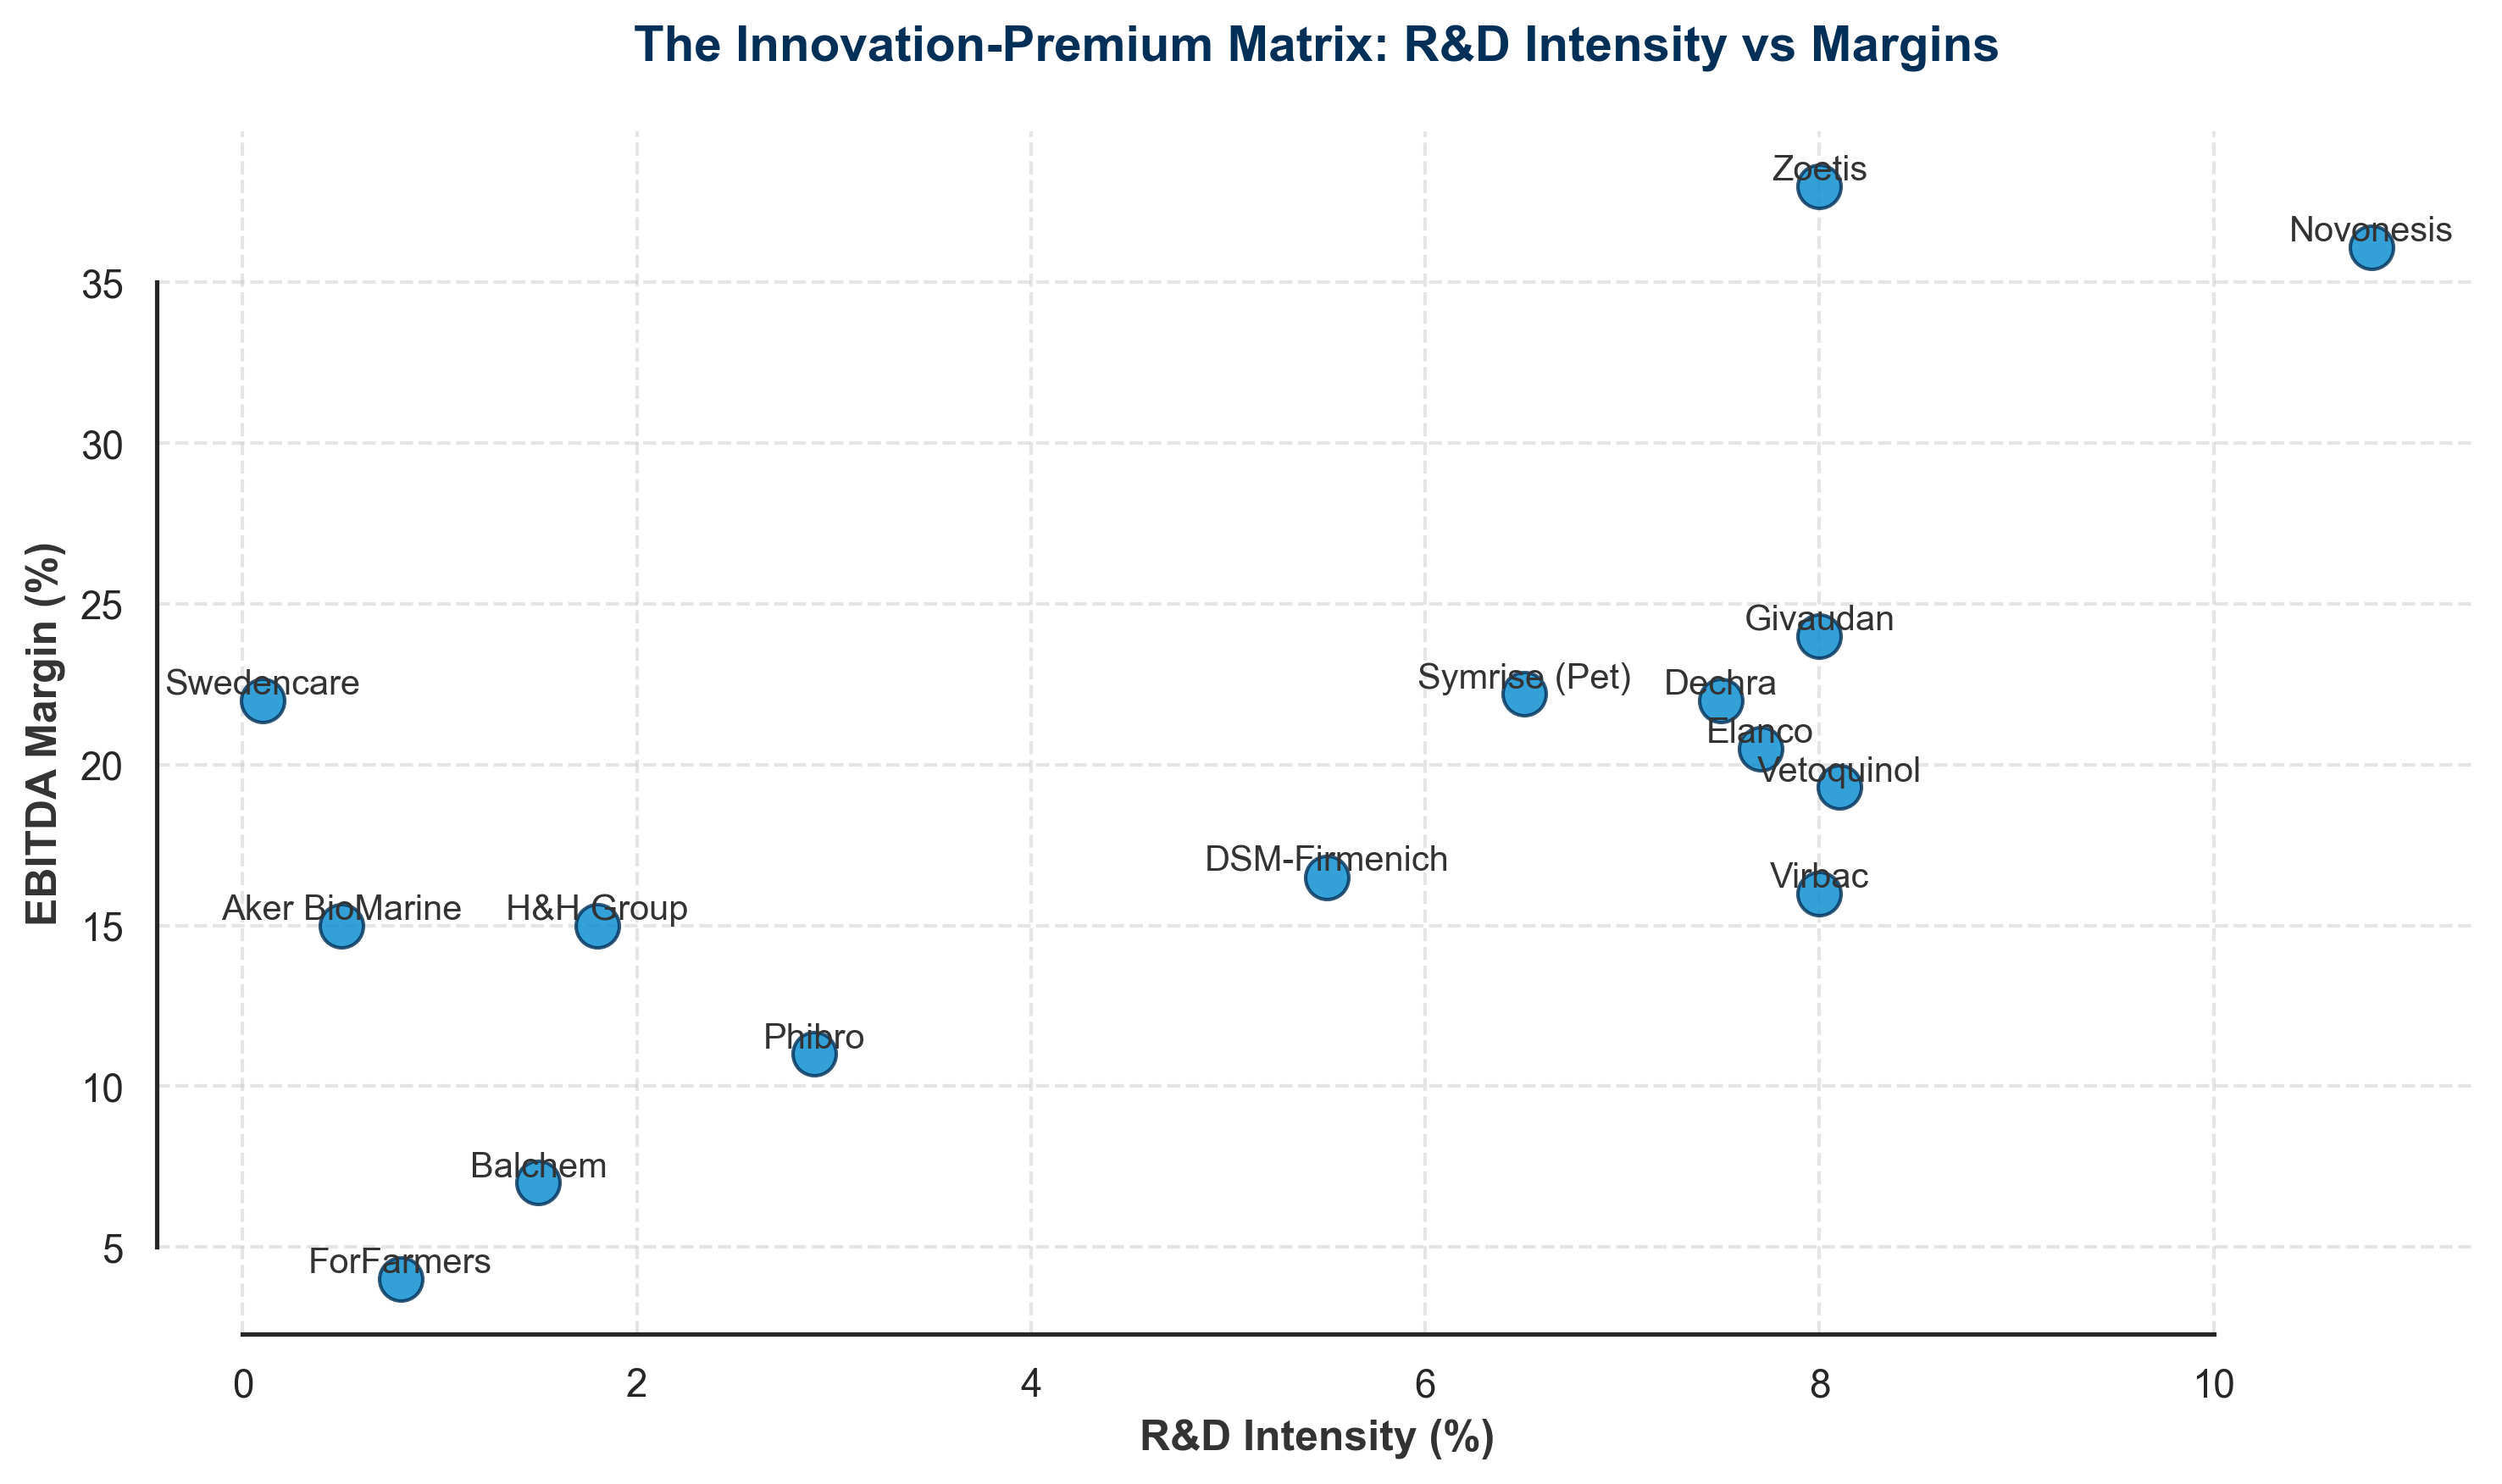 The Innovation-Premium Matrix: R&D Intensity vs Margins
Zoetis
Novonesis
35
30
25
Givaudan
Swedencare
Symrise (Pet)
Dechra
Elanco
20
Vetoquinol
DSM-Firmenich
Virbac
Aker BioMarine
H&H Group
15
Phibro
10
Balchem
5
ForFarmers
EBITDA Margin (%)
0
2
4
6
8
10
R&D Intensity (%)